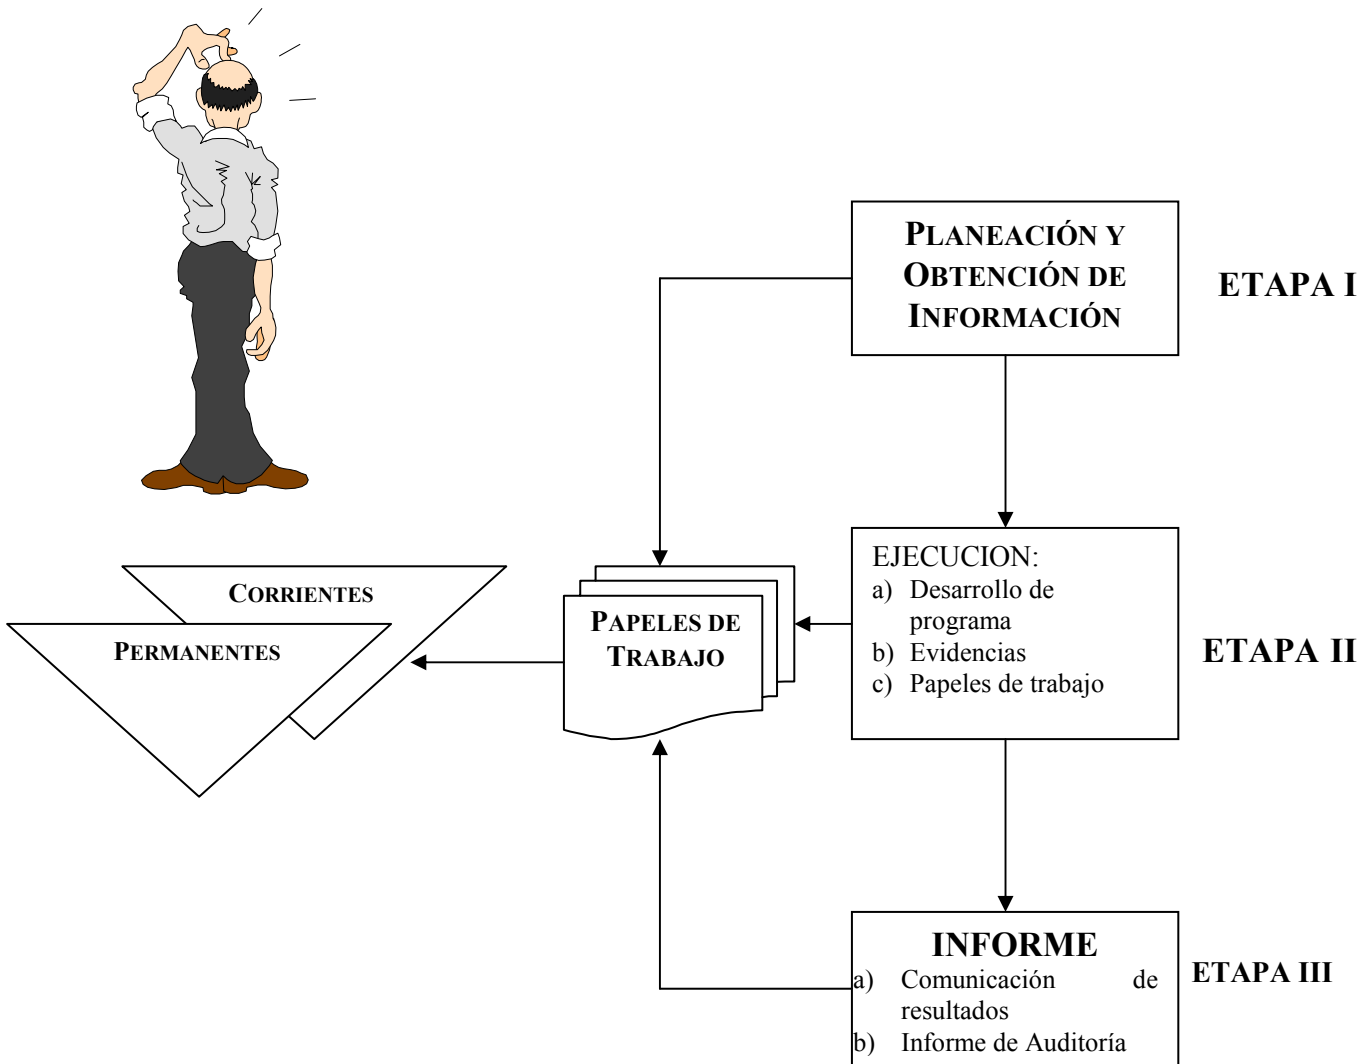 PLANEACIÓN Y
OBTENCIÓN DE
INFORMACIÓN
ETAPA I
EJECUCION:
a) Desarrollo de
programa
b) Evidencias
c) Papeles de trabajo
ETAPA II
PAPELES DE
TRABAJO
CORRIENTES
PERMANENTES
INFORME
a) Comunicación de
resultados
b) Informe de Auditoría
ETAPA III